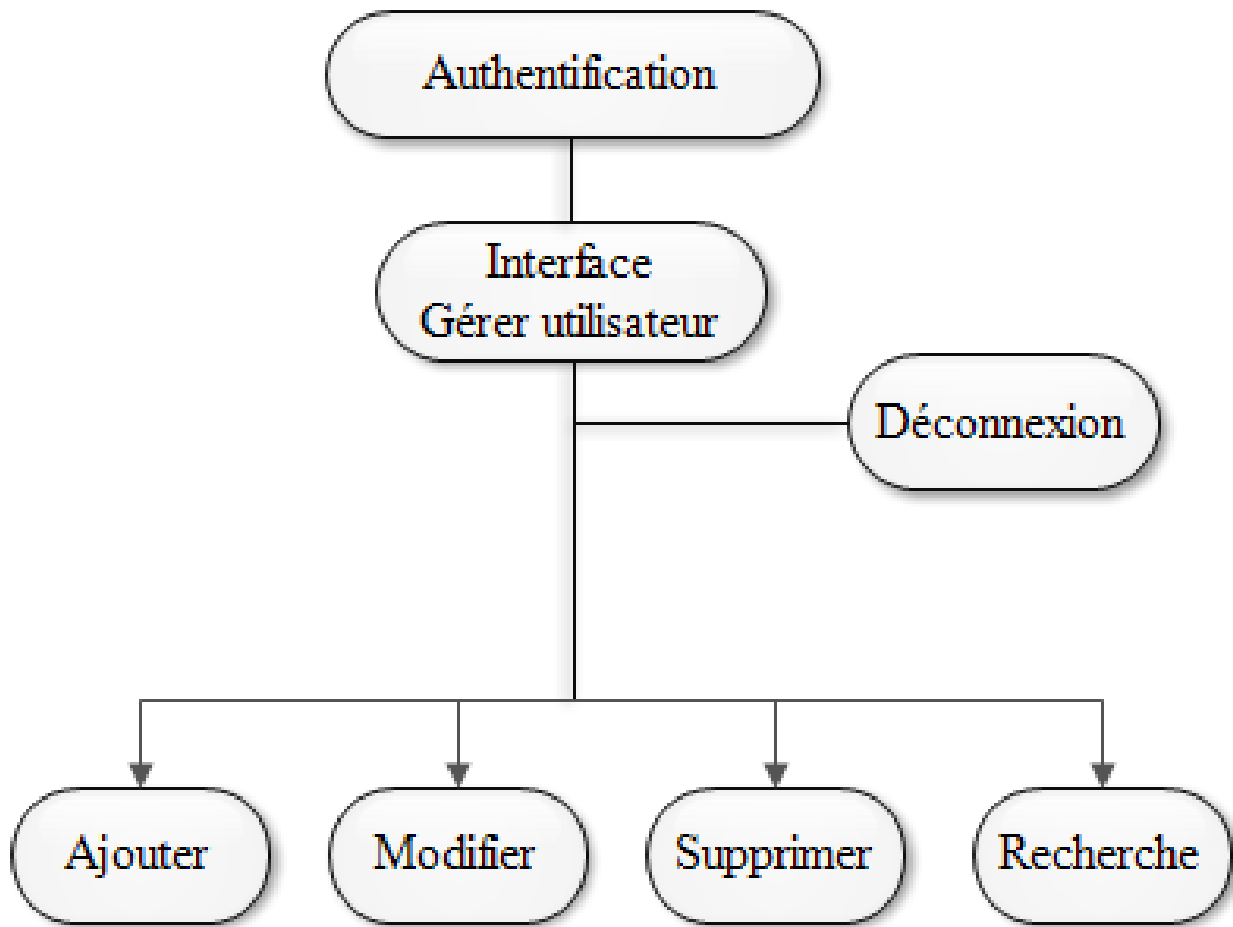 Authentification
Interface
Gérer utilisateur
Déconnexion
Ajouter
Modifier
Supprimer
Recherche